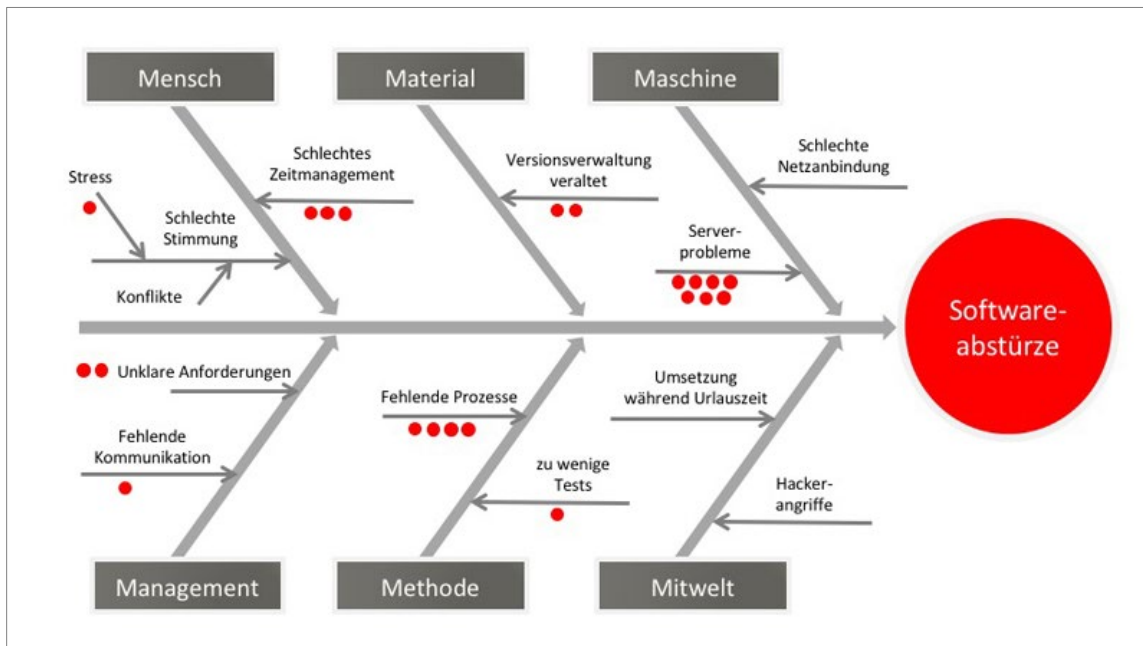 Mensch
Material
Maschine
Schlechtes
Zeitmanagement
Stress
Schlechte
Stimmung
Konflikte
Versionsverwaltung
veraltet
Schlechte
Netzanbindung
Server-
probleme
Software-
abstürze
Unklare Anforderungen
Fehlende
Kommunikation
Fehlende Prozesse
zu wenige
Tests
Umsetzung
während Urlauszeit
Hacker-
angriffe
Management
Methode
Mitwelt